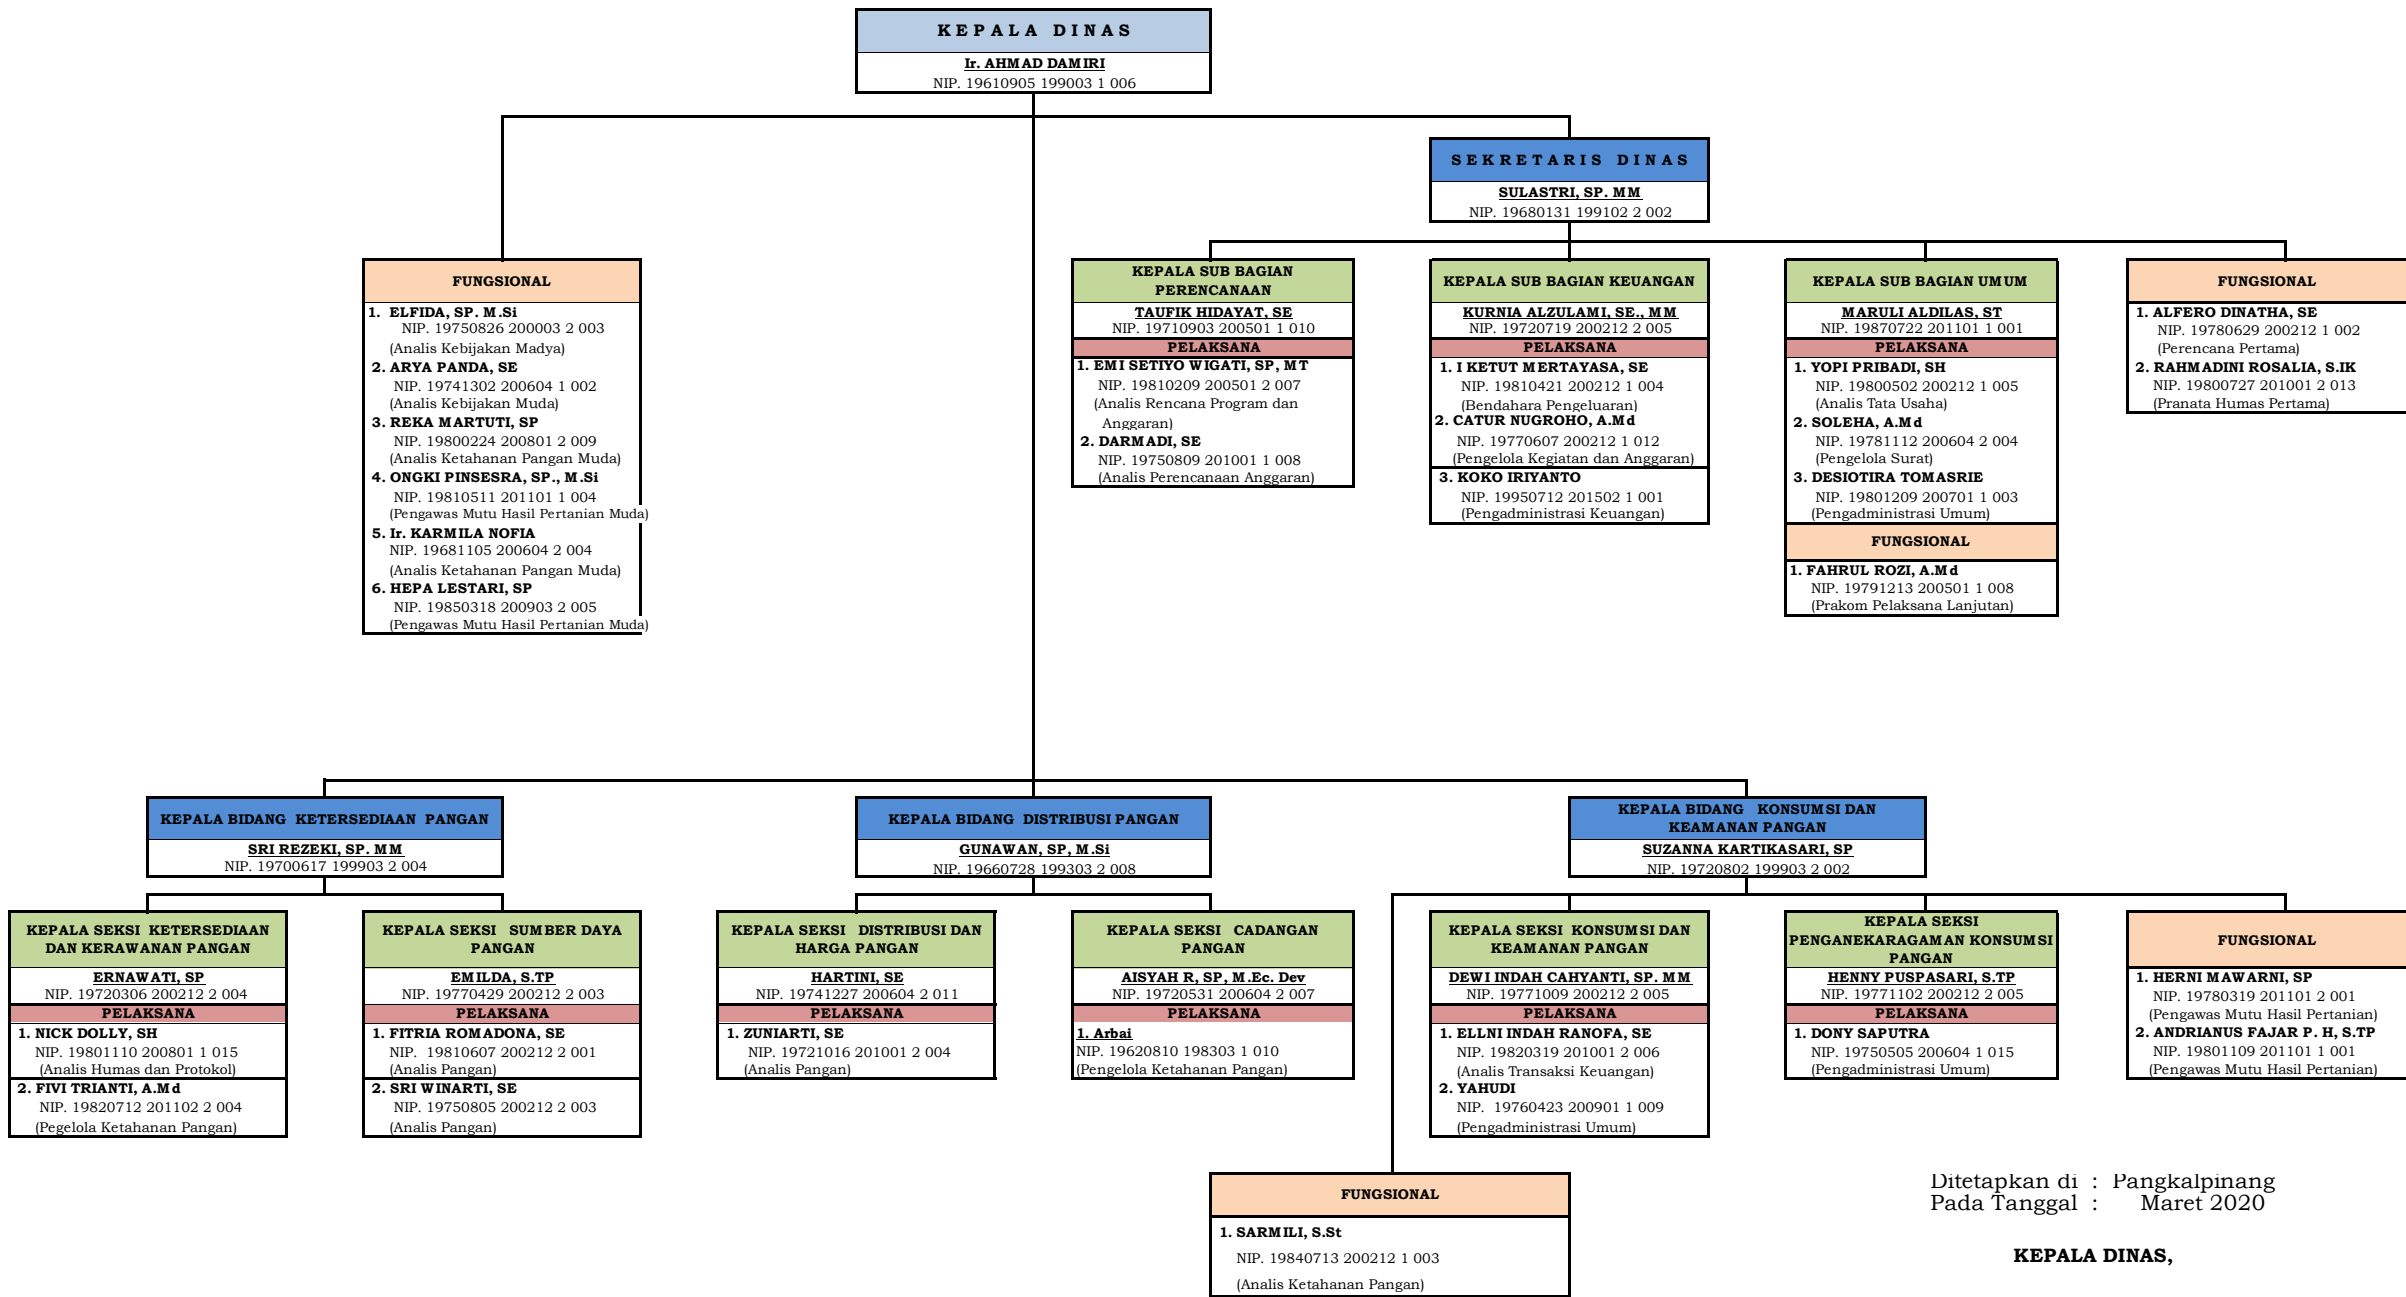 KEPALA DINAS
Ir. AHMAD DAMIRI
NIP. 19610905 199003 1 006
SEKRETARIS DINAS
SULASTRI, SP. MM
NIP. 19680131 199102 2 002
FUNGSIONAL
1. ELFIDA, SP. M.Si
NIP. 19750826 200003 2 003
(Analis Kebijakan Madya)
2. ARYA PANDA, SE
NIP. 19741302 200604 1 002
(Analis Kebijakan Muda)
3. REKA MARTUTI, SP
NIP. 19800224 200801 2 009
(Analis Ketahanan Pangan Muda)
4. ONGKI PINSESRA, SP., M.Si
NIP. 19810511 201101 1 004
(Pengawas Mutu Hasil Pertanian Muda)
5. Ir. KARMILA NOFIA
NIP. 19681105 200604 2 004
(Analis Ketahanan Pangan Muda)
6. HEPA LESTARI, SP
NIP. 19850318 200903 2 005
(Pengawas Mutu Hasil Pertanian Muda)
KEPALA SUB BAGIAN
PERENCANAAN
TAUFIK HIDAYAT, SE
NIP. 19710903 200501 1 010
PELAKSANA
1. EMI SETIYO WIGATI, SP, MT
NIP. 19810209 200501 2 007
(Analis Rencana Program dan
Anggaran)
2. DARMADI, SE
NIP. 19750809 201001 1 008
(Analis Perencanaan Anggaran)
KEPALA SUB BAGIAN KEUANGAN
KURNIA ALZULAMI, SE., MM
NIP. 19720719 200212 2 005
PELAKSANA
1. I KETUT MERTAYASA, SE
NIP. 19810421 200212 1 004
(Bendahara Pengeluaran)
2. CATUR NUGROHO, A.Md
NIP. 19770607 200212 1 012
(Pengelola Kegiatan dan Anggaran)
3. KOKO IRIYANTO
NIP. 19950712 201502 1 001
(Pengadministrasi Keuangan)
KEPALA SUB BAGIAN UMUM
MARULI ALDILAS, ST
NIP. 19870722 201101 1 001
PELAKSANA
1. YOPI PRIBADI, SH
NIP. 19800502 200212 1 005
(Analis Tata Usaha)
2. SOLEHA, A.Md
NIP. 19781112 200604 2 004
(Pengelola Surat)
3. DESIOTIRA TOMASRIE
NIP. 19801209 200701 1 003
(Pengadministrasi Umum)
FUNGSIONAL
1. FAHRUL ROZI, A.Md
NIP. 19791213 200501 1 008
(Prakom Pelaksana Lanjutan)
FUNGSIONAL
1. ALFERO DINATHA, SE
NIP. 19780629 200212 1 002
(Perencana Pertama)
2. RAHMADINI ROSALIA, S.IK
NIP. 19800727 201001 2 013
(Pranata Humas Pertama)
KEPALA BIDANG KETERSEDIAAN PANGAN
SRI REZEKI, SP. MM
NIP. 19700617 199903 2 004
KEPALA BIDANG DISTRIBUSI PANGAN
GUNAWAN, SP, M.Si
NIP. 19660728 199303 2 008
KEPALA BIDANG KONSUMSI DAN
KEAMANAN PANGAN
SUZANNA KARTIKASARI, SP
NIP. 19720802 199903 2 002
KEPALA SEKSI KETERSEDIAAN
DAN KERAWANAN PANGAN
ERNAWATI, SP
NIP. 19720306 200212 2 004
PELAKSANA
1. NICK DOLLY, SH
NIP. 19801110 200801 1 015
(Analis Humas dan Protokol)
2. FIVI TRIANTI, A.Md
NIP. 19820712 201102 2 004
(Pegelola Ketahanan Pangan)
KEPALA SEKSI SUMBER DAYA
PANGAN
EMILDA, S.TP
NIP. 19770429 200212 2 003
PELAKSANA
1. FITRIA ROMADONA, SE
NIP. 19810607 200212 2 001
(Analis Pangan)
2. SRI WINARTI, SE
NIP. 19750805 200212 2 003
(Analis Pangan)
KEPALA SEKSI DISTRIBUSI DAN
HARGA PANGAN
HARTINI, SE
NIP. 19741227 200604 2 011
PELAKSANA
1. ZUNIARTI, SE
NIP. 19721016 201001 2 004
(Analis Pangan)
KEPALA SEKSI CADANGAN
PANGAN
AISYAH R, SP, M.Ec. Dev
NIP. 19720531 200604 2 007
PELAKSANA
1. Arbai
NIP. 19620810 198303 1 010
(Pengelola Ketahanan Pangan)
KEPALA SEKSI KONSUMSI DAN
KEAMANAN PANGAN
DEWI INDAH CAHYANTI, SP. MM
NIP. 19771009 200212 2 005
PELAKSANA
1. ELLNI INDAH RANOFA, SE
NIP. 19820319 201001 2 006
(Analis Transaksi Keuangan)
2. YAHUDI
NIP. 19760423 200901 1 009
(Pengadministrasi Umum)
KEPALA SEKSI
PENGANEKARAGAMAN KONSUMSI
PANGAN
HENNY PUSPASARI, S.TP
NIP. 19771102 200212 2 005
PELAKSANA
1. DONY SAPUTRA
NIP. 19750505 200604 1 015
(Pengadministrasi Umum)
FUNGSIONAL
1. HERNI MAWARNI, SP
NIP. 19780319 201101 2 001
(Pengawas Mutu Hasil Pertanian)
2. ANDRIANUS FAJAR P. H, S.TP
NIP. 19801109 201101 1 001
(Pengawas Mutu Hasil Pertanian)
FUNGSIONAL
1. SARMILI, S.St
NIP. 19840713 200212 1 003
(Analis Ketahanan Pangan)
Ditetapkan di : Pangkalpinang
Pada Tanggal : Maret 2020
KEPALA DINAS,